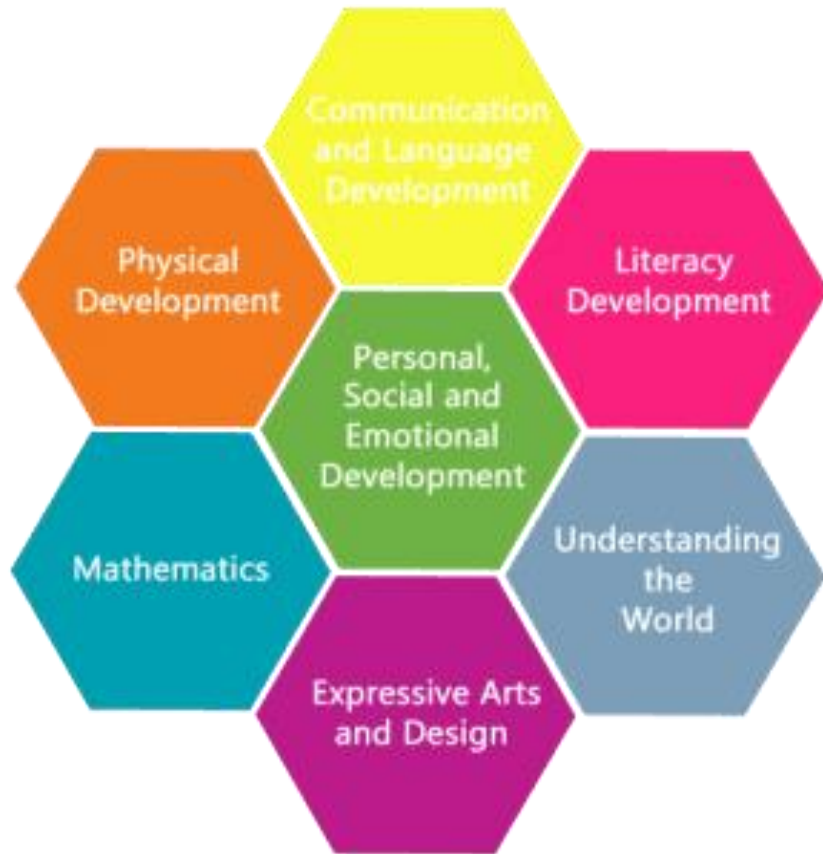 Communication
and Language
Development
Physical
Development
Literacy
Development
Personal,
Social and
Emotional
Development
Mathematics
Understanding
the
World
Expressive Arts
and Design